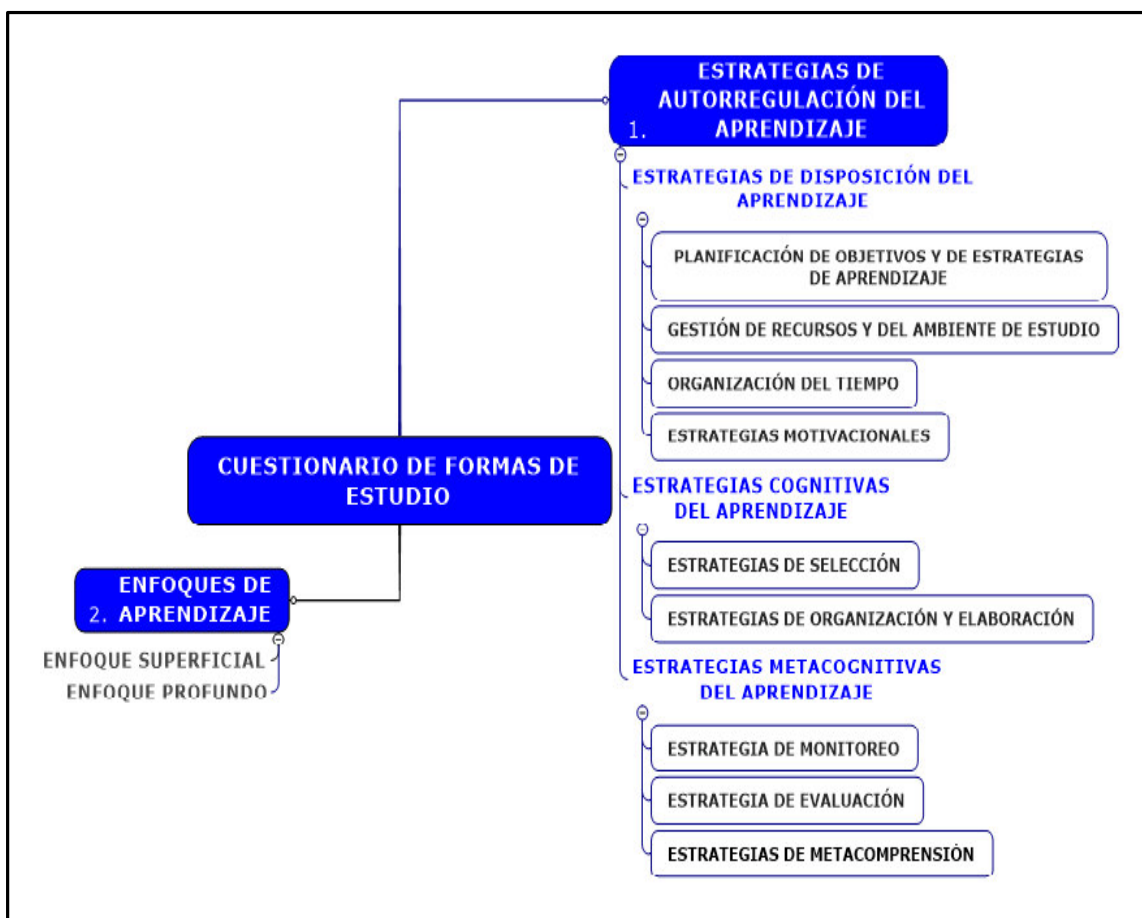 ESTRATEGIAS DE
AUTORREGULACIÓN DEL
1. APRENDIZAJE
ESTRATEGIAS DE DISPOSICIÓN DEL
APRENDIZAJE
PLANIFICACIÓN DE OBJETIVOS Y DE ESTRATEGIAS
DE APRENDIZAJE
GESTIÓN DE RECURSOS Y DEL AMBIENTE DE ESTUDIO
ORGANIZACIÓN DEL TIEMPO
ESTRATEGIAS MOTIVACIONALES
CUESTIONARIO DE FORMAS DE
ESTUDIO
ESTRATEGIAS COGNITIVAS
DEL APRENDIZAJE
ESTRATEGIAS DE SELECCIÓN
ESTRATEGIAS DE ORGANIZACIÓN Y ELABORACIÓN
ENFOQUES DE
2. APRENDIZAJE
ENFOQUE SUPERFICIAL
ENFOQUE PROFUNDO
ESTRATEGIAS METACOGNITIVAS
DEL APRENDIZAJE
ESTRATEGIA DE MONITOREO
ESTRATEGIA DE EVALUACIÓN
ESTRATEGIAS DE METACOMPRENSIÓN